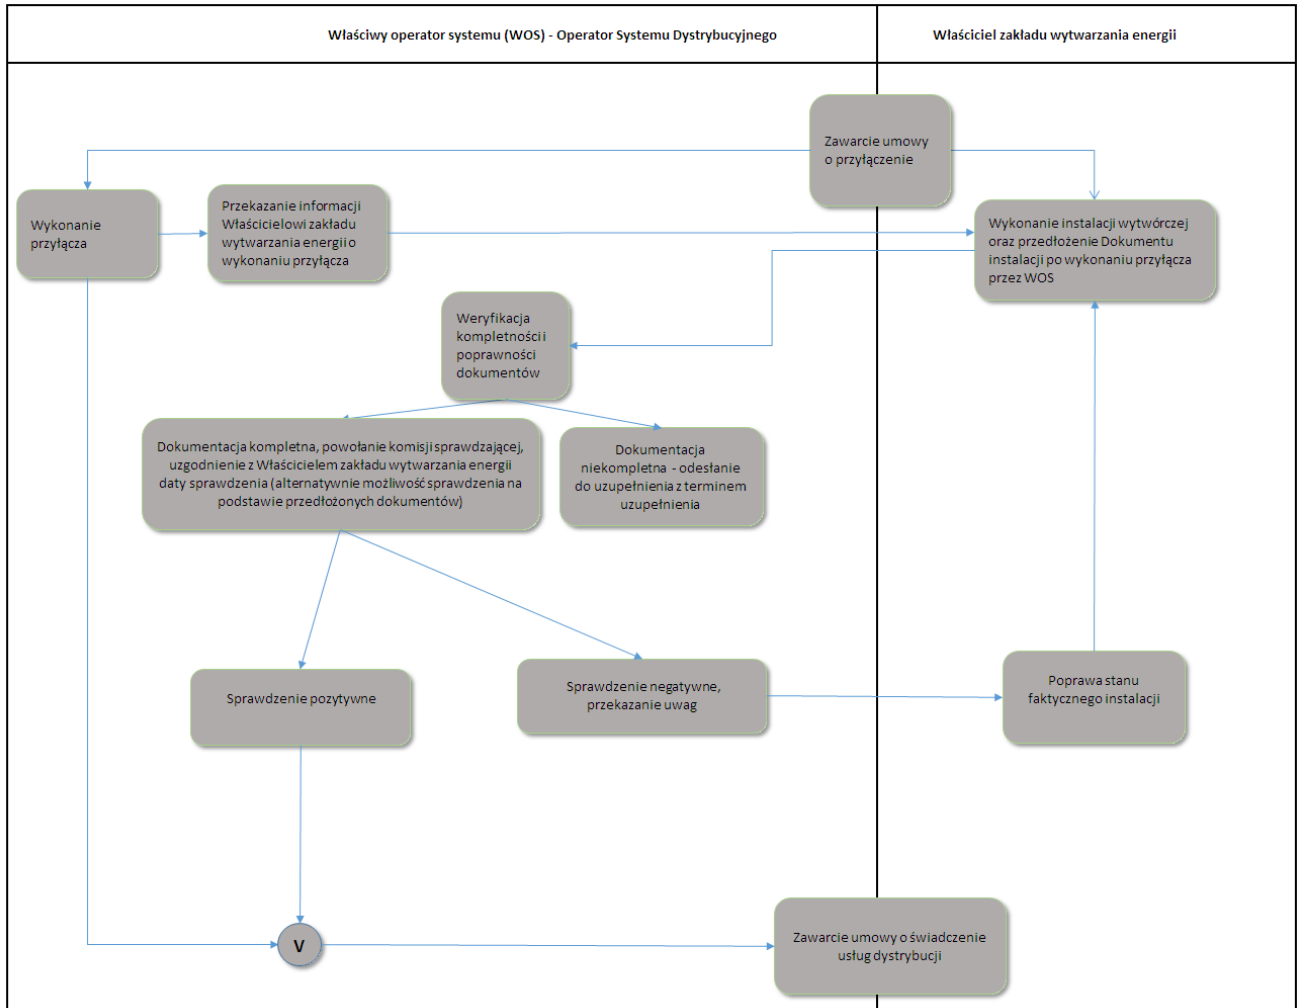 Właściwy operator systemu (WOS) - Operator Systemu Dystrybucyjnego
Właściciel zakładu wytwarzania energii
Zawarcie umowy
o przyłączenie
Wykonanie
przyłącza
Przekazanie informacji
Właścicielowi zakładu
wytwarzania energii o
wykonaniu przyłącza
Wykonanie instalacji wytwórczej
oraz przedłożenie Dokumentu
instalacji po wykonaniu przyłącza
przez WOS
Weryfikacja
kompletności i
poprawności
dokumentów
Dokumentacja kompletna, powołanie komisji sprawdzającej,
uzgodnienie z Właścicielem zakładu wytwarzania energii
daty sprawdzenia (alternatywnie możliwość sprawdzenia na
podstawie przedłożonych dokumentów)
Dokumentacja
niekompletna - odesłanie
do uzupełnienia z terminem
uzupełnienia
Sprawdzenie pozytywne
Sprawdzenie negatywne,
przekazanie uwag
Poprawa stanu
faktycznego instalacji
V
Zawarcie umowy o świadczenie
usług dystrybucji